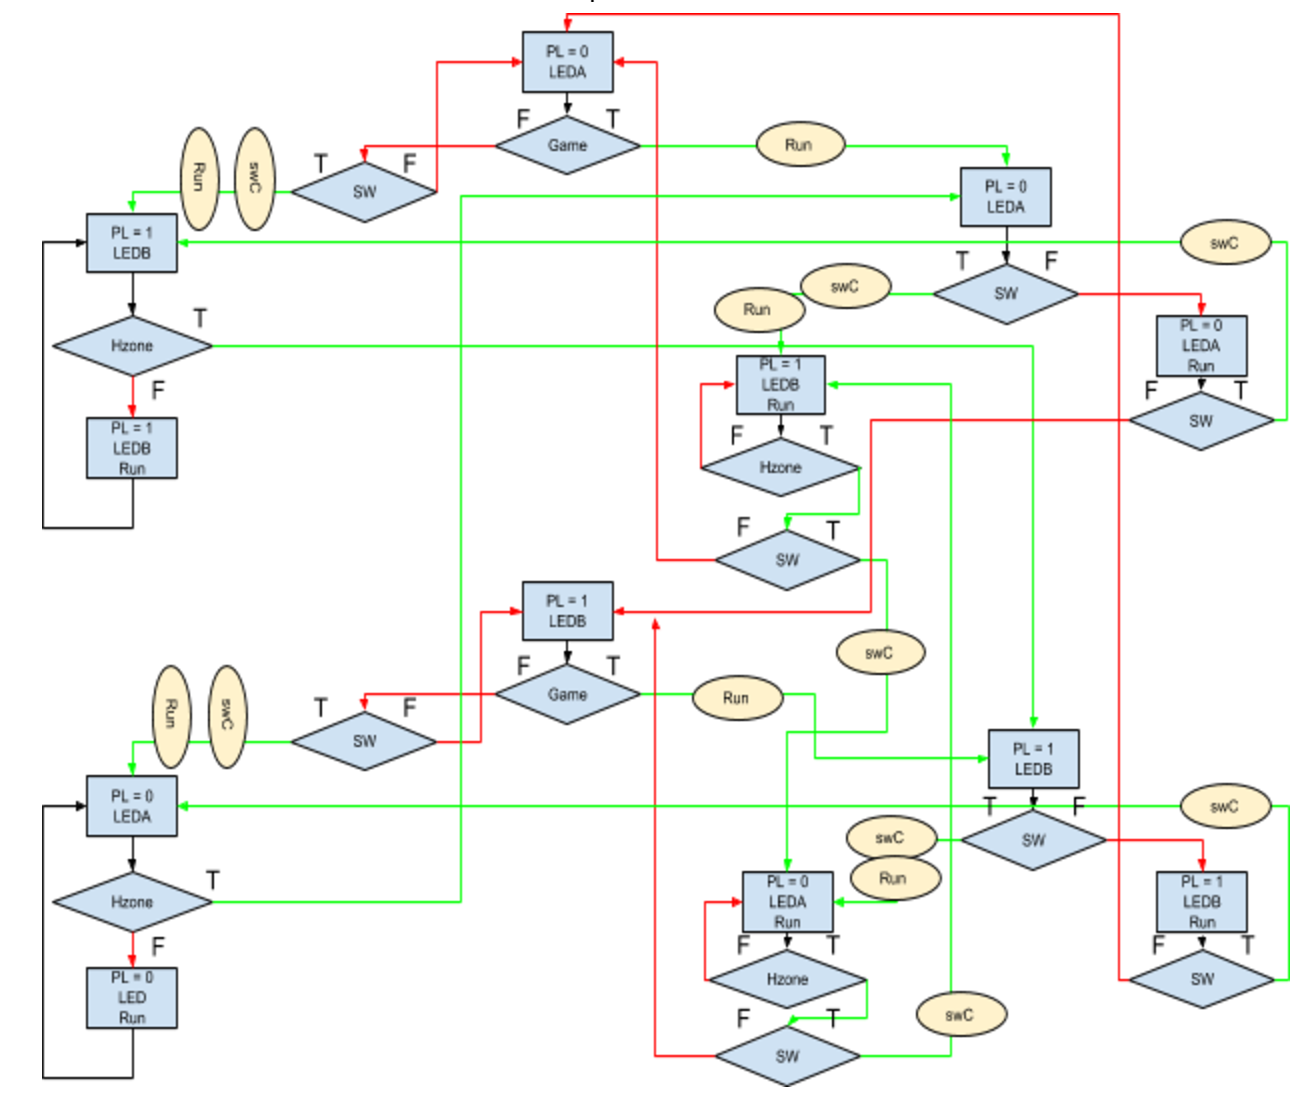 PL = 0
LEDA
F
T
Game
Run
T
F
Run
swC
SW
PL = 0
LEDA
PL = 1
LEDB
swC
T
F
SW
swC
Run
T
Hzone
PL = 0
LEDA
Run
PL = 1
LEDB
Run
F
F
T
SW
PL = 1
LEDB
Run
F
T
Hzone
F
T
SW
PL = 1
LEDB
F
T
Game
swC
Run
Run
swC
T
F
SW
PL = 1
LEDB
PL = 0
LEDA
T
F
swC
SW
swC
Run
T
Hzone
PL = 0
LEDA
Run
PL = 1
LEDB
Run
F
F
T
F
T
Hzone
SW
PL = 0
LED
Run
F
T
swC
SW